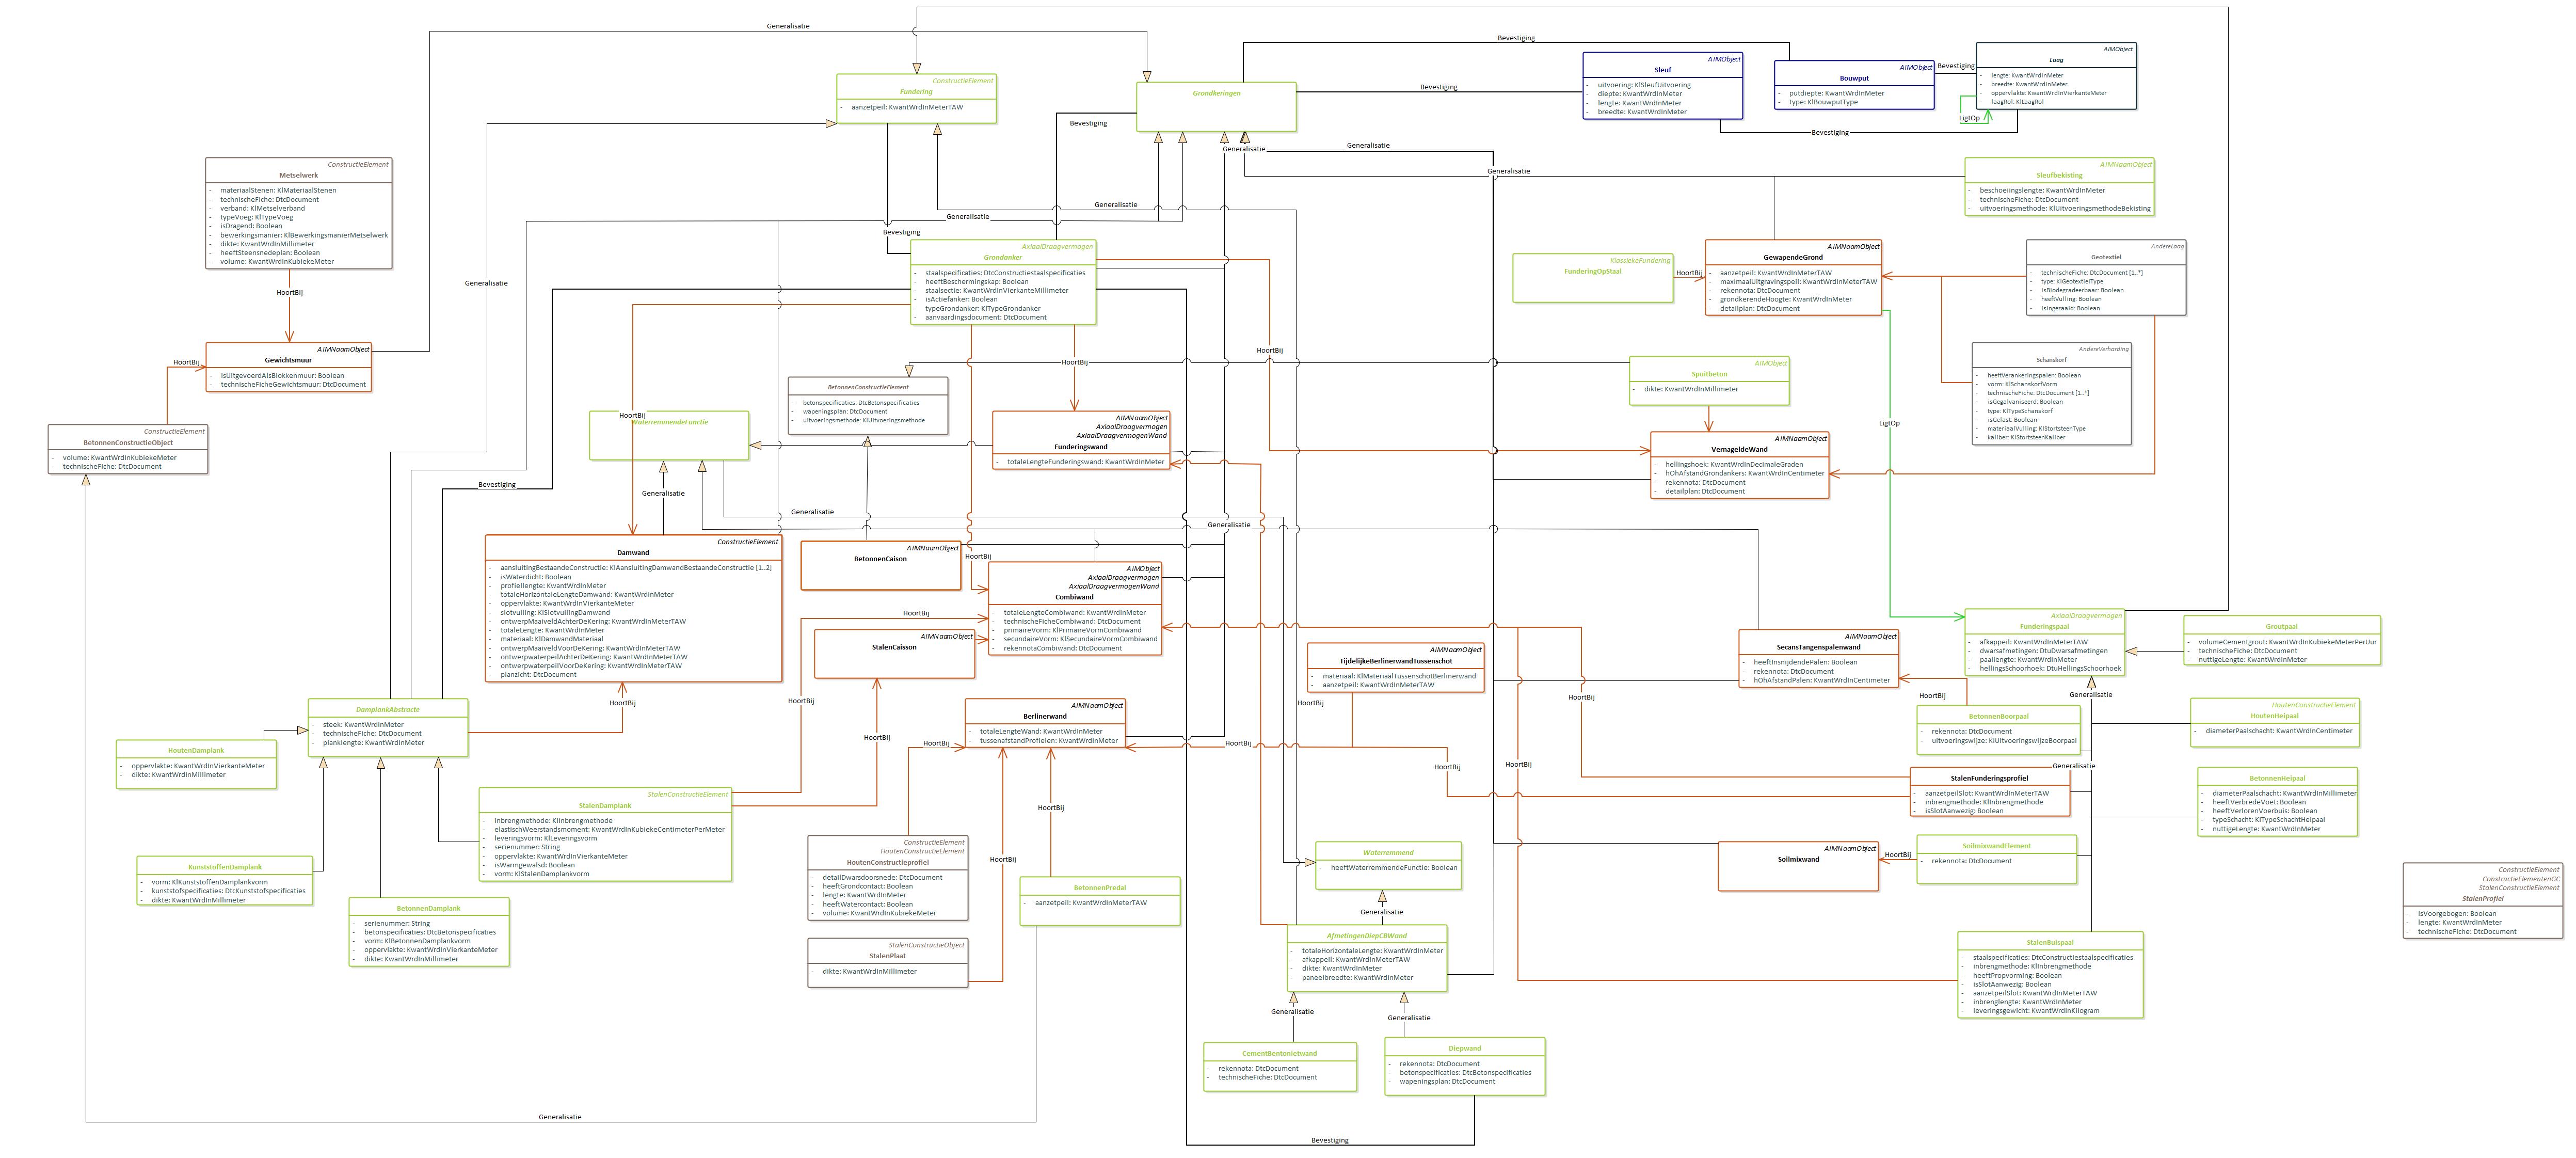 Generalisatie
Bevestiging
ConstructieElement
Fundering
- aanzetpeil: KwantWrdInMeterTAW
Grondkeringen
AIMObject
Sleuf
- uitvoering: KlSleufUitvoering
- diepte: KwantWrdInMeter
- lengte: KwantWrdInMeter
- breedte: KwantWrdInMeter
AIMObject
Bouwput
- putdiepte: KwantWrdInMeter
- type: KlBouwputType
Bevestiging
AIMObject
Laag
- lengte: KwantWrdInMeter
- breedte: KwantWrdInMeter
- oppervlakte: KwantWrdInVierkanteMeter
- laagRol: KlLaagRol
LigtOp
Bevestiging
Bevestiging
Bevestiging
Generalisatie
Generalisatie
Generalisatie
ConstructieElement
Metselwerk
- materiaalStenen: KlMateriaalStenen
- technischeFiche: DtcDocument
- verband: KlMetselverband
- typeVoeg: KlTypeVoeg
- isDragend: Boolean
- bewerkingsmanier: KlBewerkingsmanierMetselwerk
- dikte: KwantWrdInMillimeter
- heeftSteensnedeplan: Boolean
- volume: KwantWrdInKubiekeMeter
AIMNaamObject
Sleufbekisting
- beschoeiingslengte: KwantWrdInMeter
- technischeFiche: DtcDocument
- uitvoeringsmethode: KlUitvoeringsmethodeBekisting
Generalisatie
Generalisatie
Bevestiging
AxiaalDraagvermogen
Grondanker
- staalspecificaties: DtcConstructiestaalspecificaties
- heeftBeschermingskap: Boolean
- staalsectie: KwantWrdInVierkanteMillimeter
- isActiefanker: Boolean
- typeGrondanker: KlTypeGrondanker
- aanvaardingsdocument: DtcDocument
KlassiekeFundering
FunderingOpStaal
HoortBij
AIMNaamObject
GewapendeGrond
- aanzetpeil: KwantWrdInMeterTAW
- maximaalUitgravingspeil: KwantWrdInMeterTAW
- rekennota: DtcDocument
- grondkerendeHoogte: KwantWrdInMeter
- detailplan: DtcDocument
AndereLaag
Geotextiel
- technischeFiche: DtcDocument [1..*]
- type: KlGeotextielType
- isBiodegradeerbaar: Boolean
- heeftVulling: Boolean
- isIngezaaid: Boolean
Generalisatie
HoortBij
AIMNaamObject
Gewichtsmuur
- isUitgevoerdAlsBlokkenmuur: Boolean
- technischeFicheGewichtsmuur: DtcDocument
HoortBij
HoortBij
HoortBij
AIMObject
Spuitbeton
- dikte: KwantWrdInMillimeter
AndereVerharding
Schanskorf
- heeftVerankeringspalen: Boolean
- vorm: KlSchanskorfVorm
- technischeFiche: DtcDocument [1..*]
- isGegalvaniseerd: Boolean
- type: KlTypeSchanskorf
- isGelast: Boolean
- materiaalVulling: KlStortsteenType
- kaliber: KlStortsteenKaliber
BetonnenConstructieElement
- betonspecificaties: DtcBetonspecificaties
- wapeningsplan: DtcDocument
- uitvoeringsmethode: KlUitvoeringsmethode
HoortBij
WaterremmendeFunctie
AIMNaamObject
AxiaalDraagvermogen
AxiaalDraagvermogenWand
Funderingswand
- totaleLengteFunderingswand: KwantWrdInMeter
LigtOp
ConstructieElement
BetonnenConstructieObject
- volume: KwantWrdInKubiekeMeter
- technischeFiche: DtcDocument
AIMNaamObject
VernageldeWand
- hellingshoek: KwantWrdInDecimaleGraden
- hOhAfstandGrondankers: KwantWrdInCentimeter
- rekennota: DtcDocument
- detailplan: DtcDocument
Bevestiging
Generalisatie
Generalisatie
Generalisatie
ConstructieElement
Damwand
- aansluitingBestaandeConstructie: KlAansluitingDamwandBestaandeConstructie [1..2]
- isWaterdicht: Boolean
- profiellengte: KwantWrdInMeter
- totaleHorizontaleLengteDamwand: KwantWrdInMeter
- oppervlakte: KwantWrdInVierkanteMeter
- slotvulling: KlSlotvullingDamwand
- ontwerpMaaiveldAchterDeKering: KwantWrdInMeterTAW
- totaleLengte: KwantWrdInMeter
- materiaal: KlDamwandMateriaal
- ontwerpMaaiveldVoorDeKering: KwantWrdInMeterTAW
- ontwerpwaterpeilAchterDeKering: KwantWrdInMeterTAW
- ontwerpwaterpeilVoorDeKering: KwantWrdInMeterTAW
- planzicht: DtcDocument
AIMNaamObject
BetonnenCaison
HoortBij
AIMObject
AxiaalDraagvermogen
AxiaalDraagvermogenWand
Combiwand
- totaleLengteCombiwand: KwantWrdInMeter
- technischeFicheCombiwand: DtcDocument
- primaireVorm: KlPrimaireVormCombiwand
- secundaireVorm: KlSecundaireVormCombiwand
- rekennotaCombiwand: DtcDocument
HoortBij
AIMNaamObject
StalenCaisson
AIMNaamObject
TijdelijkeBerlinerwandTussenschot
- materiaal: KlMateriaalTussenschotBerlinerwand
- aanzetpeil: KwantWrdInMeterTAW
AIMNaamObject
SecansTangenspalenwand
- heeftInsnijdendePalen: Boolean
- rekennota: DtcDocument
- hOhAfstandPalen: KwantWrdInCentimeter
AxiaalDraagvermogen
Funderingspaal
- afkappeil: KwantWrdInMeterTAW
- dwarsafmetingen: DtuDwarsafmetingen
- paallengte: KwantWrdInMeter
- hellingsSchoorhoek: DtuHellingsSchoorhoek
Groutpaal
- volumeCementgrout: KwantWrdInKubiekeMeterPerUur
- technischeFiche: DtcDocument
- nuttigeLengte: KwantWrdInMeter
HoortBij
HoortBij
HoortBij
HoortBij
HoortBij
Generalisatie
DamplankAbstracte
- steek: KwantWrdInMeter
- technischeFiche: DtcDocument
- planklengte: KwantWrdInMeter
AIMNaamObject
Berlinerwand
- totaleLengteWand: KwantWrdInMeter
- tussenafstandProfielen: KwantWrdInMeter
BetonnenBoorpaal
- rekennota: DtcDocument
- uitvoeringswijze: KlUitvoeringswijzeBoorpaal
HoutenConstructieElement
HoutenHeipaal
- diameterPaalschacht: KwantWrdInCentimeter
HoutenDamplank
- oppervlakte: KwantWrdInVierkanteMeter
- dikte: KwantWrdInMillimeter
HoortBij
HoortBij
HoortBij
HoortBij
HoortBij
Generalisatie
StalenFunderingsprofiel
- aanzetpeilSlot: KwantWrdInMeterTAW
- inbrengmethode: KlInbrengmethode
- isSlotAanwezig: Boolean
BetonnenHeipaal
- diameterPaalschacht: KwantWrdInMillimeter
- heeftVerbredeVoet: Boolean
- heeftVerlorenVoerbuis: Boolean
- typeSchacht: KlTypeSchachtHeipaal
- nuttigeLengte: KwantWrdInMeter
StalenConstructieElement
StalenDamplank
- inbrengmethode: KlInbrengmethode
- elastischWeerstandsmoment: KwantWrdInKubiekeCentimeterPerMeter
- leveringsvorm: KlLeveringsvorm
- serienummer: String
- oppervlakte: KwantWrdInVierkanteMeter
- isWarmgewalsd: Boolean
- vorm: KlStalenDamplankvorm
HoortBij
ConstructieElement
HoutenConstructieElement
HoutenConstructieprofiel
- detailDwarsdoorsnede: DtcDocument
- heeftGrondcontact: Boolean
- lengte: KwantWrdInMeter
- heeftWatercontact: Boolean
- volume: KwantWrdInKubiekeMeter
HoortBij
Waterremmend
- heeftWaterremmendeFunctie: Boolean
AIMNaamObject
Soilmixwand
HoortBij
SoilmixwandElement
- rekennota: DtcDocument
KunststoffenDamplank
- vorm: KlKunststoffenDamplankvorm
- kunststofspecificaties: DtcKunststofspecificaties
- dikte: KwantWrdInMillimeter
BetonnenPredal
- aanzetpeil: KwantWrdInMeterTAW
ConstructieElement
ConstructieElementenGC
StalenConstructieElement
StalenProfiel
- isVoorgebogen: Boolean
- lengte: KwantWrdInMeter
- technischeFiche: DtcDocument
BetonnenDamplank
- serienummer: String
- betonspecificaties: DtcBetonspecificaties
- vorm: KlBetonnenDamplankvorm
- oppervlakte: KwantWrdInVierkanteMeter
- dikte: KwantWrdInMillimeter
Generalisatie
StalenConstructieObject
StalenPlaat
- dikte: KwantWrdInMillimeter
AfmetingenDiepCBWand
- totaleHorizontaleLengte: KwantWrdInMeter
- afkappeil: KwantWrdInMeterTAW
- dikte: KwantWrdInMeter
- paneelbreedte: KwantWrdInMeter
StalenBuispaal
- staalspecificaties: DtcConstructiestaalspecificaties
- inbrengmethode: KlInbrengmethode
- heeftPropvorming: Boolean
- isSlotAanwezig: Boolean
- aanzetpeilSlot: KwantWrdInMeterTAW
- inbrenglengte: KwantWrdInMeter
- leveringsgewicht: KwantWrdInKilogram
Generalisatie
Generalisatie
CementBentonietwand
- rekennota: DtcDocument
- technischeFiche: DtcDocument
Diepwand
- rekennota: DtcDocument
- betonspecificaties: DtcBetonspecificaties
- wapeningsplan: DtcDocument
Generalisatie
Bevestiging